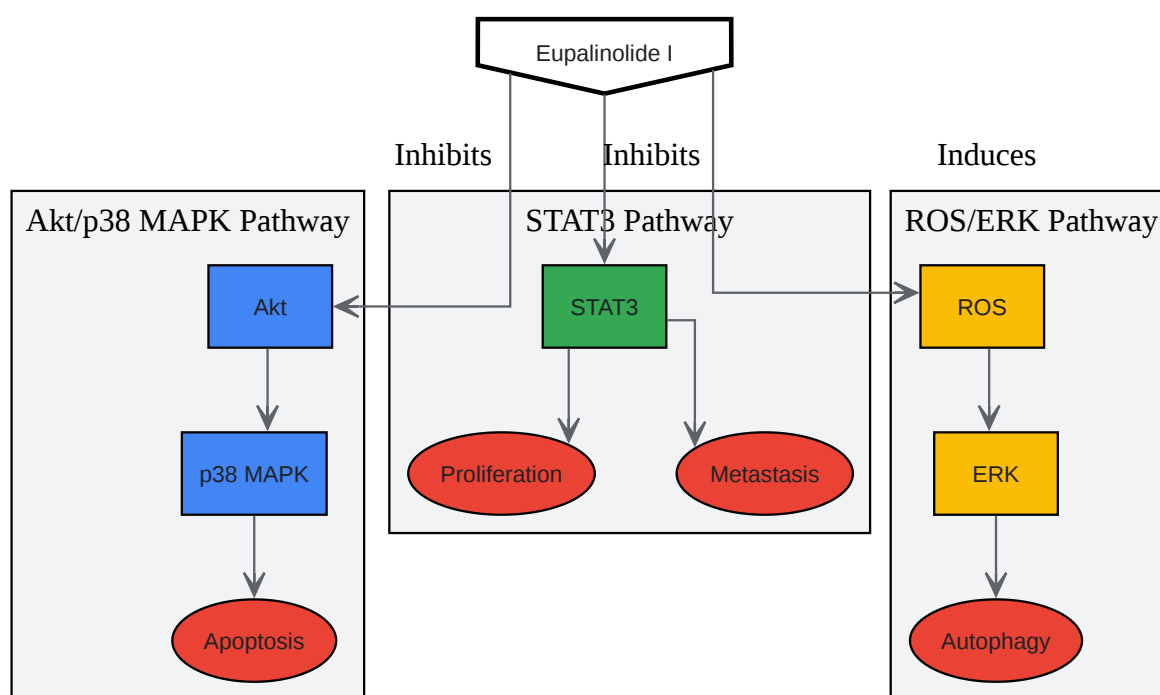 Eupalinolide I
Inhibits
Inhibits
Induces
Akt/p38 MAPK Pathway
STAT3 Pathway
ROS/ERK Pathway
Akt
STAT3
ROS
p38 MAPK
Proliferation
Metastasis
ERK
Apoptosis
Autophagy